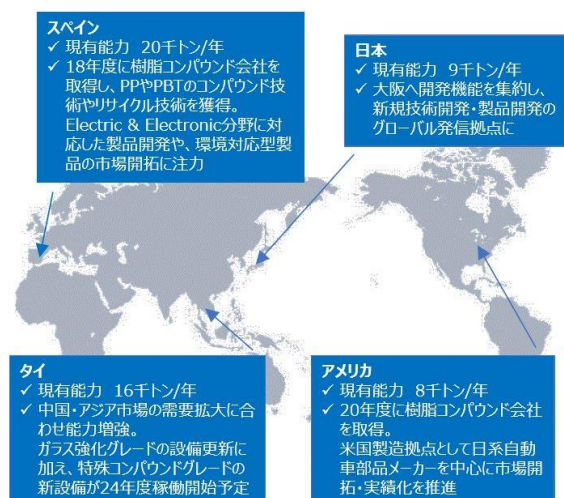 スペイン
✓ 現有能力 20千トン/年
✓ 18年度に樹脂コンパウンド会社を
取得し、PPやPBTのコンパウンド技
術やリサイクル技術を獲得。
Electric & Electronic分野に対
応した製品開発や、環境対応型製
品の市場開拓に注力
日本
✓ 現有能力 9千トン/年
✓ 大阪へ開発機能を集約し、
新規技術開発・製品開発の
グローバル発信拠点に
タイ
✓ 現有能力 16千トン/年
✓ 中国・アジア市場の需要拡大に合
わせ能力増強。
ガラス強化グレードの設備更新に
加え、特殊コンパウンドグレードの
新設備が24年度稼働開始予定
アメリカ
✓ 現有能力 8千トン/年
✓ 20年度に樹脂コンパウンド会社
を取得。
米国製造拠点として日系自動
車部品メーカーを中心に市場開
拓・実績化を推進